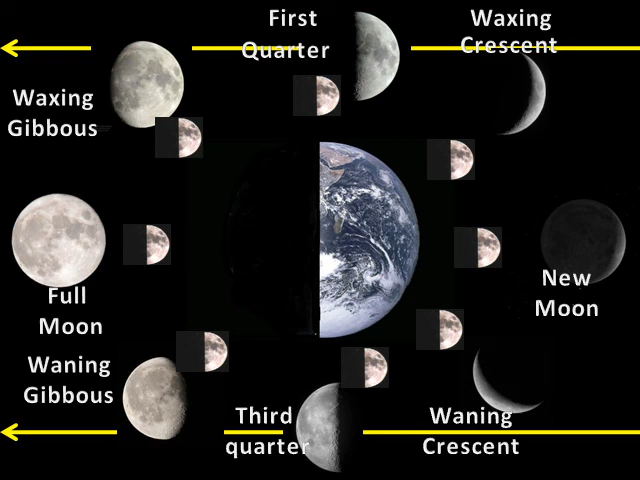 First
Quarter
Waxing
Crescent
Waxing
Gibbous
Full
Moon
New
Moon
Waning
Gibbous
Third
quarter
Waning
Crescent